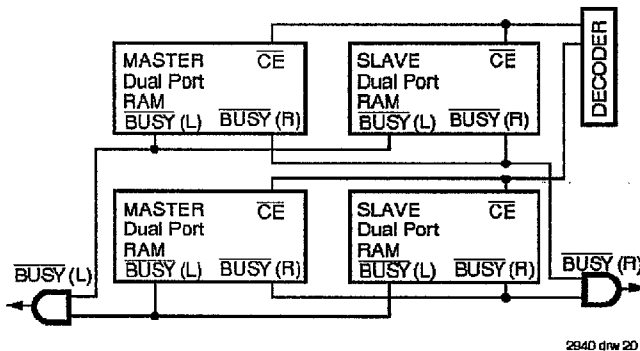 MASTER CE
Dual Port
RAM
BUSY (L) BUSY (R)
SLAVE CE
Dual Port
RAM
BUSY (L) BUSY (R)
DECODER
MASTER CE
Dual Port
RAM
BUSY (L) BUSY (R)
SLAVE CE
Dual Port
RAM
BUSY (L) BUSY (R)
BUSY (L)
BUSY (R)
2940 drw 20